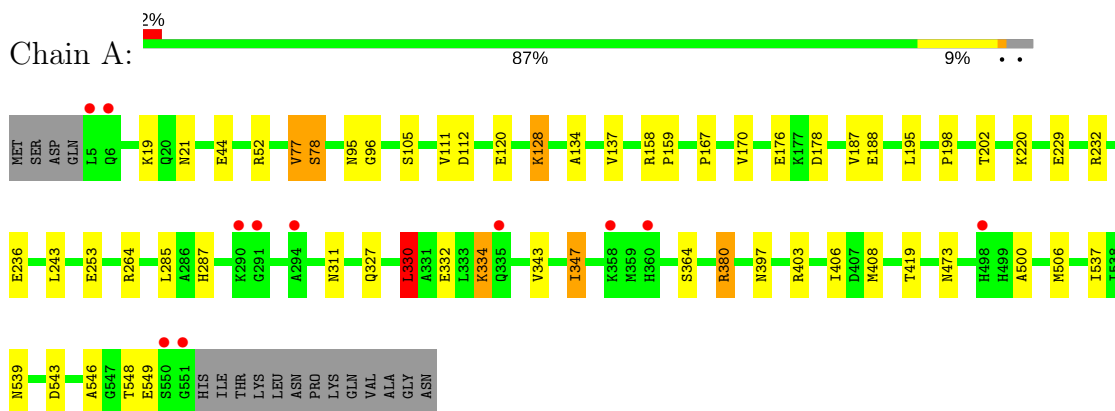 2%
Chain A:
87% 9% • •
MET SER ASP GLN L5 Q6 K19 Q20 N21 E44 R52 V77 S78 N95 G96 S105 V111 D112 E120 K128 A134 V137 R158 P159 P167 V170 E176 K177 D178 V187 E188 L195 P198 T202 K220 E229 R232
E236 L243 E253 R264 L285 A286 H287 K290 G291 A294 N311 Q327 L330 A331 E332 L333 K334 Q335 V343 I347 K358 M359 H360 S364 R380 N397 R403 I406 D407 M408 T419 N473 H498 H499 A500 M506 I537 I538
N539 D543 A546 G547 T548 E549 S550 G551 HIS ILE THR LYS LEU ASN PRO LYS GLN VAL ALA GLY ASN